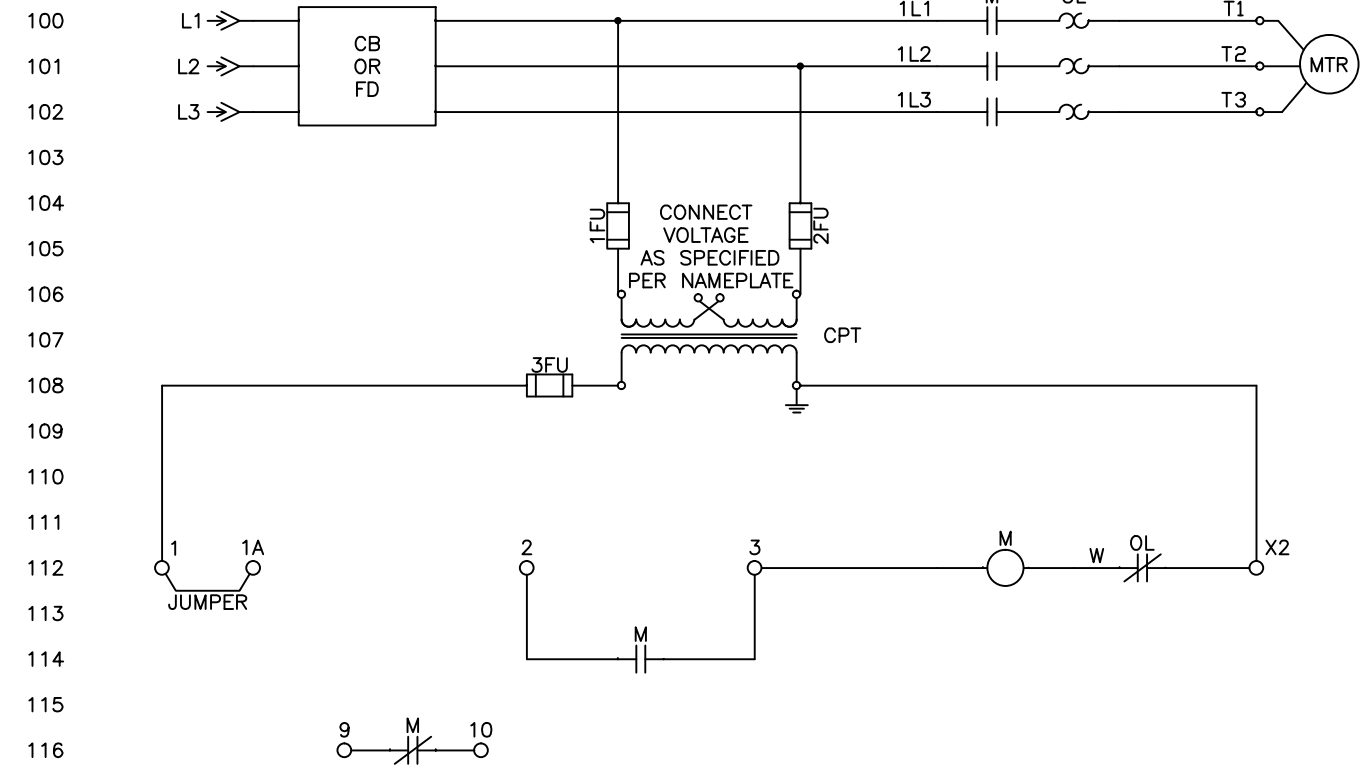 100 L1 1L1 M OL T1
CB
101 L2 OR 1L2 T2 MTR
FD
102 L3 1L3 T3
103
104
1FU CONNECT 2FU
VOLTAGE
105
AS SPECIFIED
PER NAMEPLATE
106
107 CPT
3FU
108
109
110
111
1 1A 2 3 M W OL X2
112
JUMPER
113
M
114
115
9 M 10
116